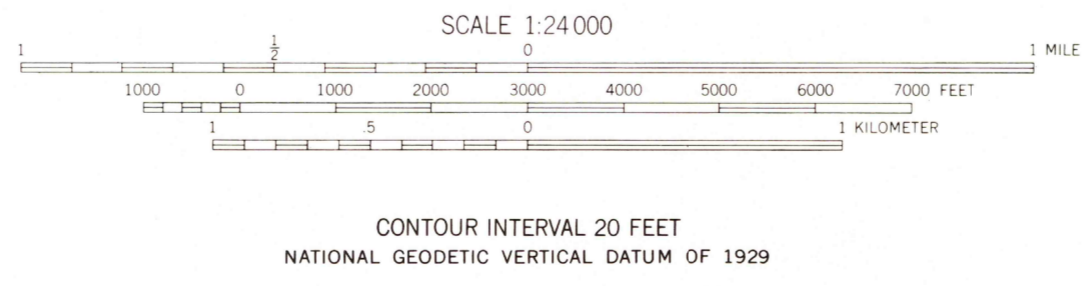 SCALE 1:24 000
1 ½ 0 1 MILE
1000 0 1000 2000 3000 4000 5000 6000 7000 FEET
1 .5 0 1 KILOMETER
CONTOUR INTERVAL 20 FEET
NATIONAL GEODETIC VERTICAL DATUM OF 1929